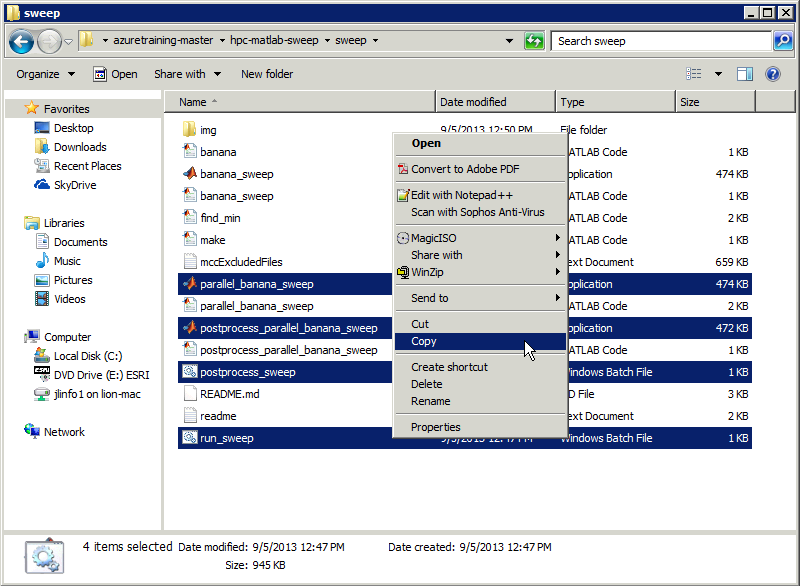 sweep
azuretraining-master hpc-matlab-sweep sweep Search sweep
Organize Open Share with New folder
Favorites
Desktop
Downloads
Recent Places
SkyDrive
Libraries
Documents
Music
Pictures
Videos
Computer
Local Disk (C:)
DVD Drive (E:) ESRI
jlinfo1 on lion-mac
Network
Name Date modified Type Size
img 9/5/2013 12:50 PM File folder
banana ATLAB Code 1 KB
banana_sweep pplication 474 KB
banana_sweep ATLAB Code 1 KB
find_min ATLAB Code 2 KB
make ATLAB Code 1 KB
mccExcludedFiles ext Document 659 KB
parallel_banana_sweep pplication 474 KB
parallel_banana_sweep ATLAB Code 2 KB
postprocess_parallel_banana_sweep pplication 472 KB
postprocess_parallel_banana_sweep ATLAB Code 1 KB
postprocess_sweep Windows Batch File 1 KB
README.md D File 3 KB
readme ext Document 2 KB
run_sweep 9/5/2013 12:47 PM Windows Batch File 1 KB
Open
Convert to Adobe PDF
Edit with Notepad++
Scan with Sophos Anti-Virus
MagicISO
Share with
WinZip
Send to
Cut
Copy
Create shortcut
Delete
Rename
Properties
4 items selected Date modified: 9/5/2013 12:47 PM Date created: 9/5/2013 12:47 PM
Size: 945 KB